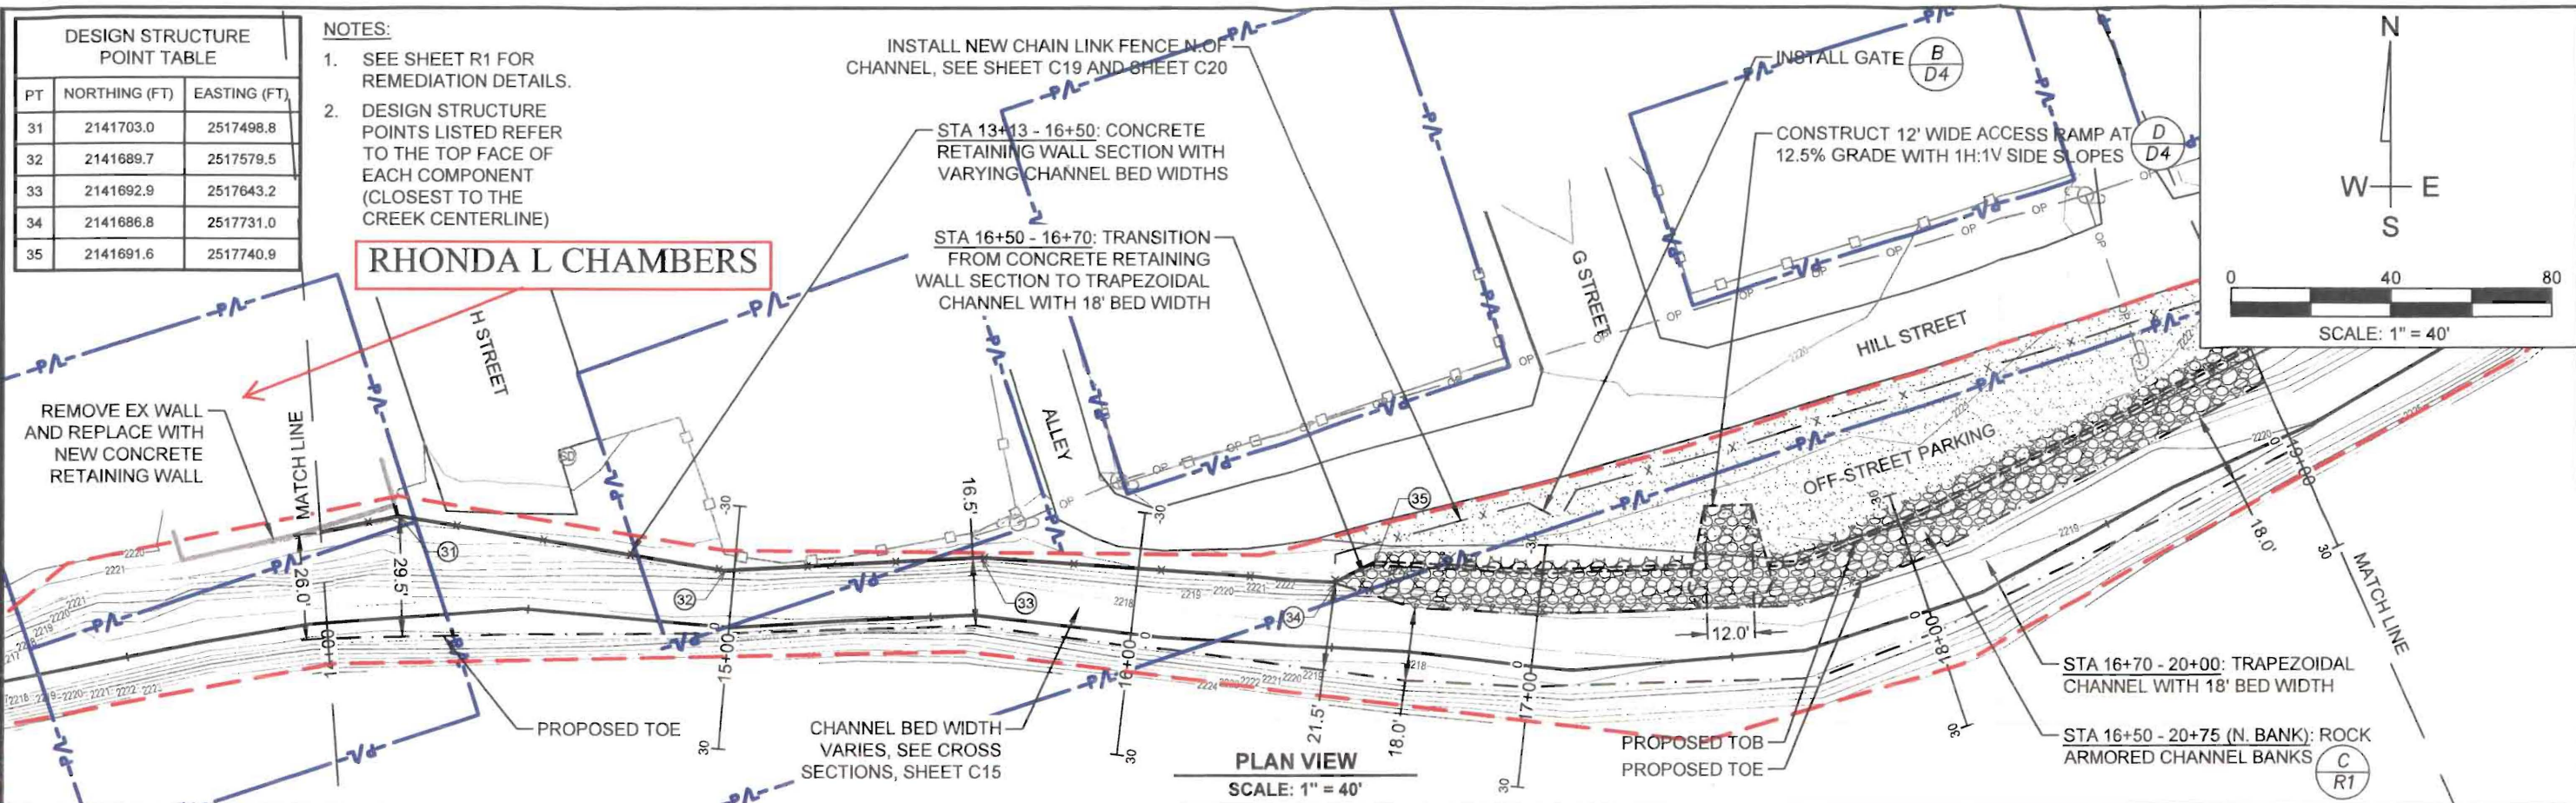 DESIGN STRUCTURE
POINT TABLE
PT NORTHING (FT) EASTING (FT)
31 2141703.0 2517498.8
32 2141689.7 2517579.5
33 2141692.9 2517643.2
34 2141686.8 2517731.0
35 2141691.6 2517740.9
NOTES:
1. SEE SHEET R1 FOR
REMEDIATION DETAILS.
2. DESIGN STRUCTURE
POINTS LISTED REFER
TO THE TOP FACE OF
EACH COMPONENT
(CLOSEST TO THE
CREEK CENTERLINE)
RHONDA L CHAMBERS
INSTALL NEW CHAIN LINK FENCE N.OF
CHANNEL, SEE SHEET C19 AND SHEET C20
STA 13+13 - 16+50: CONCRETE
RETAINING WALL SECTION WITH
VARYING CHANNEL BED WIDTHS
STA 16+50 - 16+70: TRANSITION
FROM CONCRETE RETAINING
WALL SECTION TO TRAPEZOIDAL
CHANNEL WITH 18' BED WIDTH
INSTALL GATE
B
D4
CONSTRUCT 12' WIDE ACCESS RAMP AT
12.5% GRADE WITH 1H:1V SIDE SLOPES
D
D4
N
W E
S
0 40 80
SCALE: 1" = 40'
REMOVE EX WALL
AND REPLACE WITH
NEW CONCRETE
RETAINING WALL
MATCH LINE
H STREET
ALLEY
G STREET
HILL STREET
OFF-STREET PARKING
31
32
33
34
35
26.0'
29.5'
16.5'
21.5'
18.0'
12.0'
18.0'
15+00
16+00
17+00
18+00
19+00
MATCH LINE
PROPOSED TOE
CHANNEL BED WIDTH
VARIES, SEE CROSS
SECTIONS, SHEET C15
PLAN VIEW
SCALE: 1" = 40'
PROPOSED TOB
PROPOSED TOE
STA 16+70 - 20+00: TRAPEZOIDAL
CHANNEL WITH 18' BED WIDTH
STA 16+50 - 20+75 (N. BANK): ROCK
ARMORED CHANNEL BANKS
C
R1